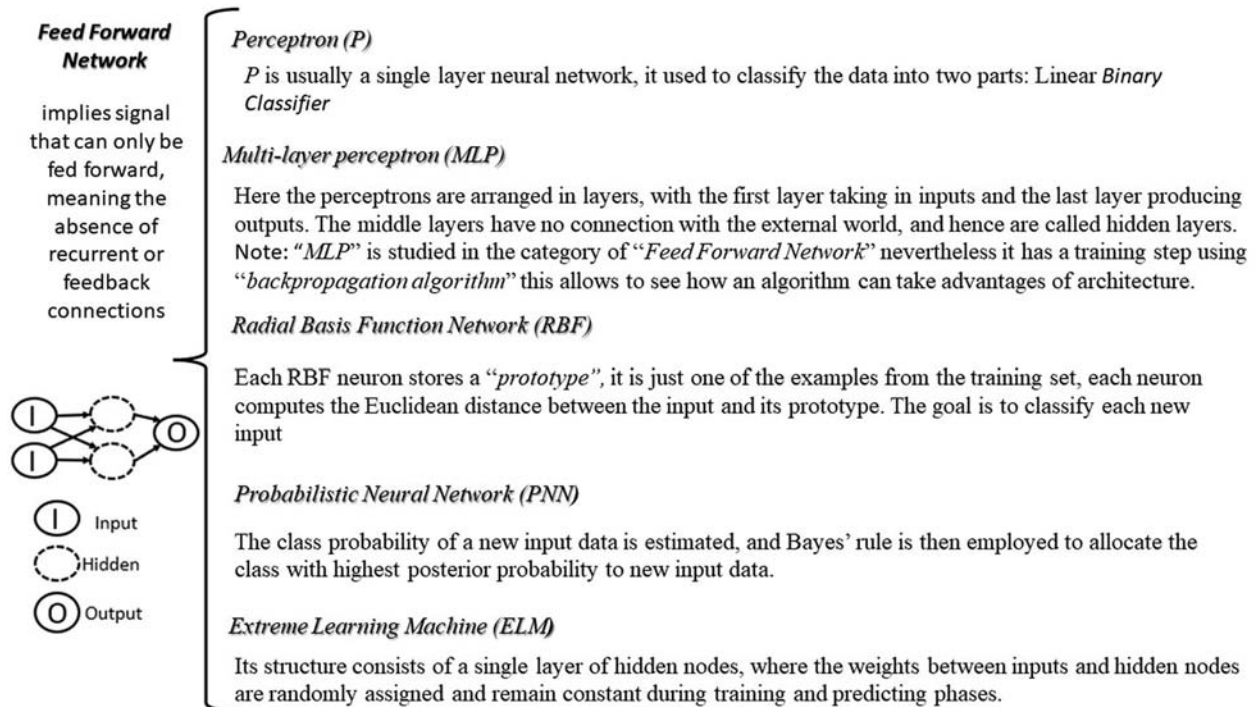 Feed Forward
Network
implies signal
that can only be
fed forward,
meaning the
absence of
recurrent or
feedback
connections
I
I
O
I Input
Hidden
O Output
Perceptron (P)
P is usually a single layer neural network, it used to classify the data into two parts: Linear Binary
Classifier
Multi-layer perceptron (MLP)
Here the perceptrons are arranged in layers, with the first layer taking in inputs and the last layer producing
outputs. The middle layers have no connection with the external world, and hence are called hidden layers.
Note: “MLP” is studied in the category of “Feed Forward Network” nevertheless it has a training step using
“backpropagation algorithm” this allows to see how an algorithm can take advantages of architecture.
Radial Basis Function Network (RBF)
Each RBF neuron stores a “prototype”, it is just one of the examples from the training set, each neuron
computes the Euclidean distance between the input and its prototype. The goal is to classify each new
input
Probabilistic Neural Network (PNN)
The class probability of a new input data is estimated, and Bayes’ rule is then employed to allocate the
class with highest posterior probability to new input data.
Extreme Learning Machine (ELM)
Its structure consists of a single layer of hidden nodes, where the weights between inputs and hidden nodes
are randomly assigned and remain constant during training and predicting phases.